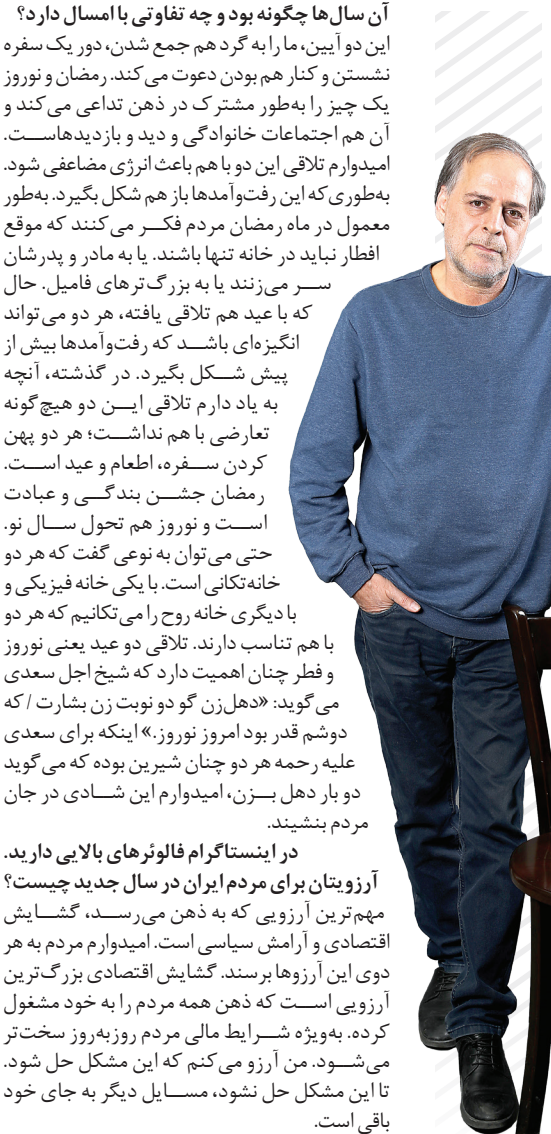 آن سال‌ها چگونه بود و چه تفاوتی با امسال دارد؟
این دو آیین، ما را به گرد هم جمع شدن، دور یک سفره
نشستن و کنار هم بودن دعوت می‌کند. رمضان و نوروز
یک چیز را به‌طور مشترک در ذهن تداعی می‌کند و
آن هم اجتماعات خانوادگی و دید و بازدیدهاست.
امیدوارم تلاقی این دو با هم باعث انرژی مضاعفی شود.
به‌طوری‌که این رفت‌وآمدها باز هم شکل بگیرد. به‌طور
معمول در ماه رمضان مردم فکر می‌کنند که موقع
افطار نباید در خانه تنها باشند. یا به مادر و پدرشان
سر می‌زنند یا به بزرگ‌ترهای فامیل. حال
که با عید هم تلاقی یافته، هر دو می‌تواند
انگیزه‌ای باشد که رفت‌وآمدها بیش از
پیش شکل بگیرد. در گذشته، آنچه
به یاد دارم تلاقی این دو هیچ‌گونه
تعارضی با هم نداشت؛ هر دو پهن
کردن سفره، اطعام و عید است.
رمضان جشن بندگی و عبادت
است و نوروز هم تحول سال نو.
حتی می‌توان به نوعی گفت که هر دو
خانه‌تکانی است. با یکی خانه فیزیکی و
با دیگری خانه روح را می‌تکانیم که هر دو
با هم تناسب دارند. تلاقی دو عید یعنی نوروز
و فطر چنان اهمیت دارد که شیخ اجل سعدی
می‌گوید: «دهل‌زن گو دو نوبت زن بشارت / که
دوشم قدر بود امروز نوروز.» اینکه برای سعدی
علیه رحمه هر دو چنان شیرین بوده که می‌گوید
دو بار دهل بزن، امیدوارم این شادی در جان
مردم بنشیند.
در اینستاگرام فالوئرهای بالایی دارید.
آرزویتان برای مردم ایران در سال جدید چیست؟
مهم‌ترین آرزویی که به ذهن می‌رسد، گشایش
اقتصادی و آرامش سیاسی است. امیدوارم مردم به هر
دوی این آرزوها برسند. گشایش اقتصادی بزرگ‌ترین
آرزویی است که ذهن همه مردم را به خود مشغول
کرده. به‌ویژه شرایط مالی مردم روزبه‌روز سخت‌تر
می‌شود. من آرزو می‌کنم که این مشکل حل شود.
تا این مشکل حل نشود، مسایل دیگر به جای خود
باقی است.